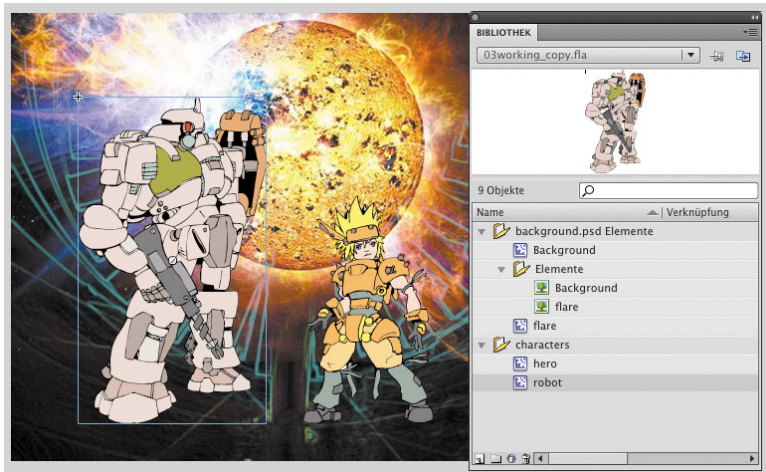 BIBLIOTHEK
03working_copy.fla
9 Objekte
Name Verknüpfung
background.psd Elemente
Background
Elemente
Background
flare
flare
characters
hero
robot